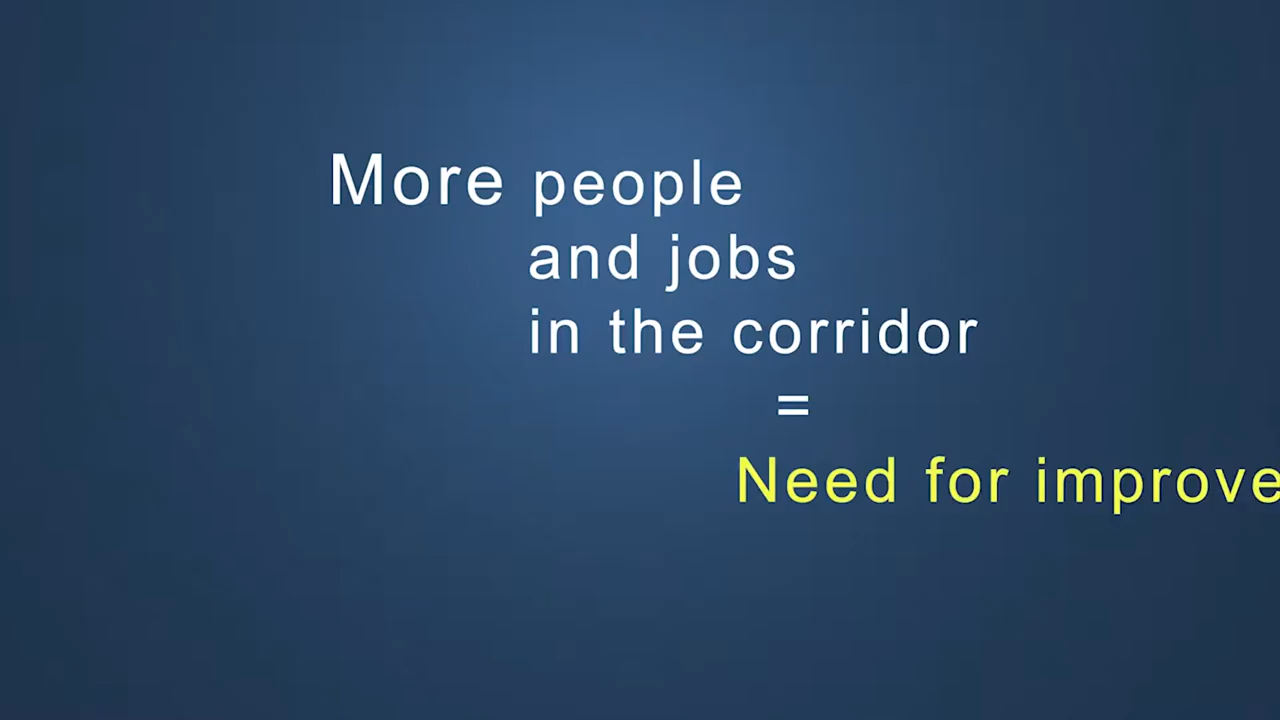 More people
and jobs
in the corridor
=
Need for improve